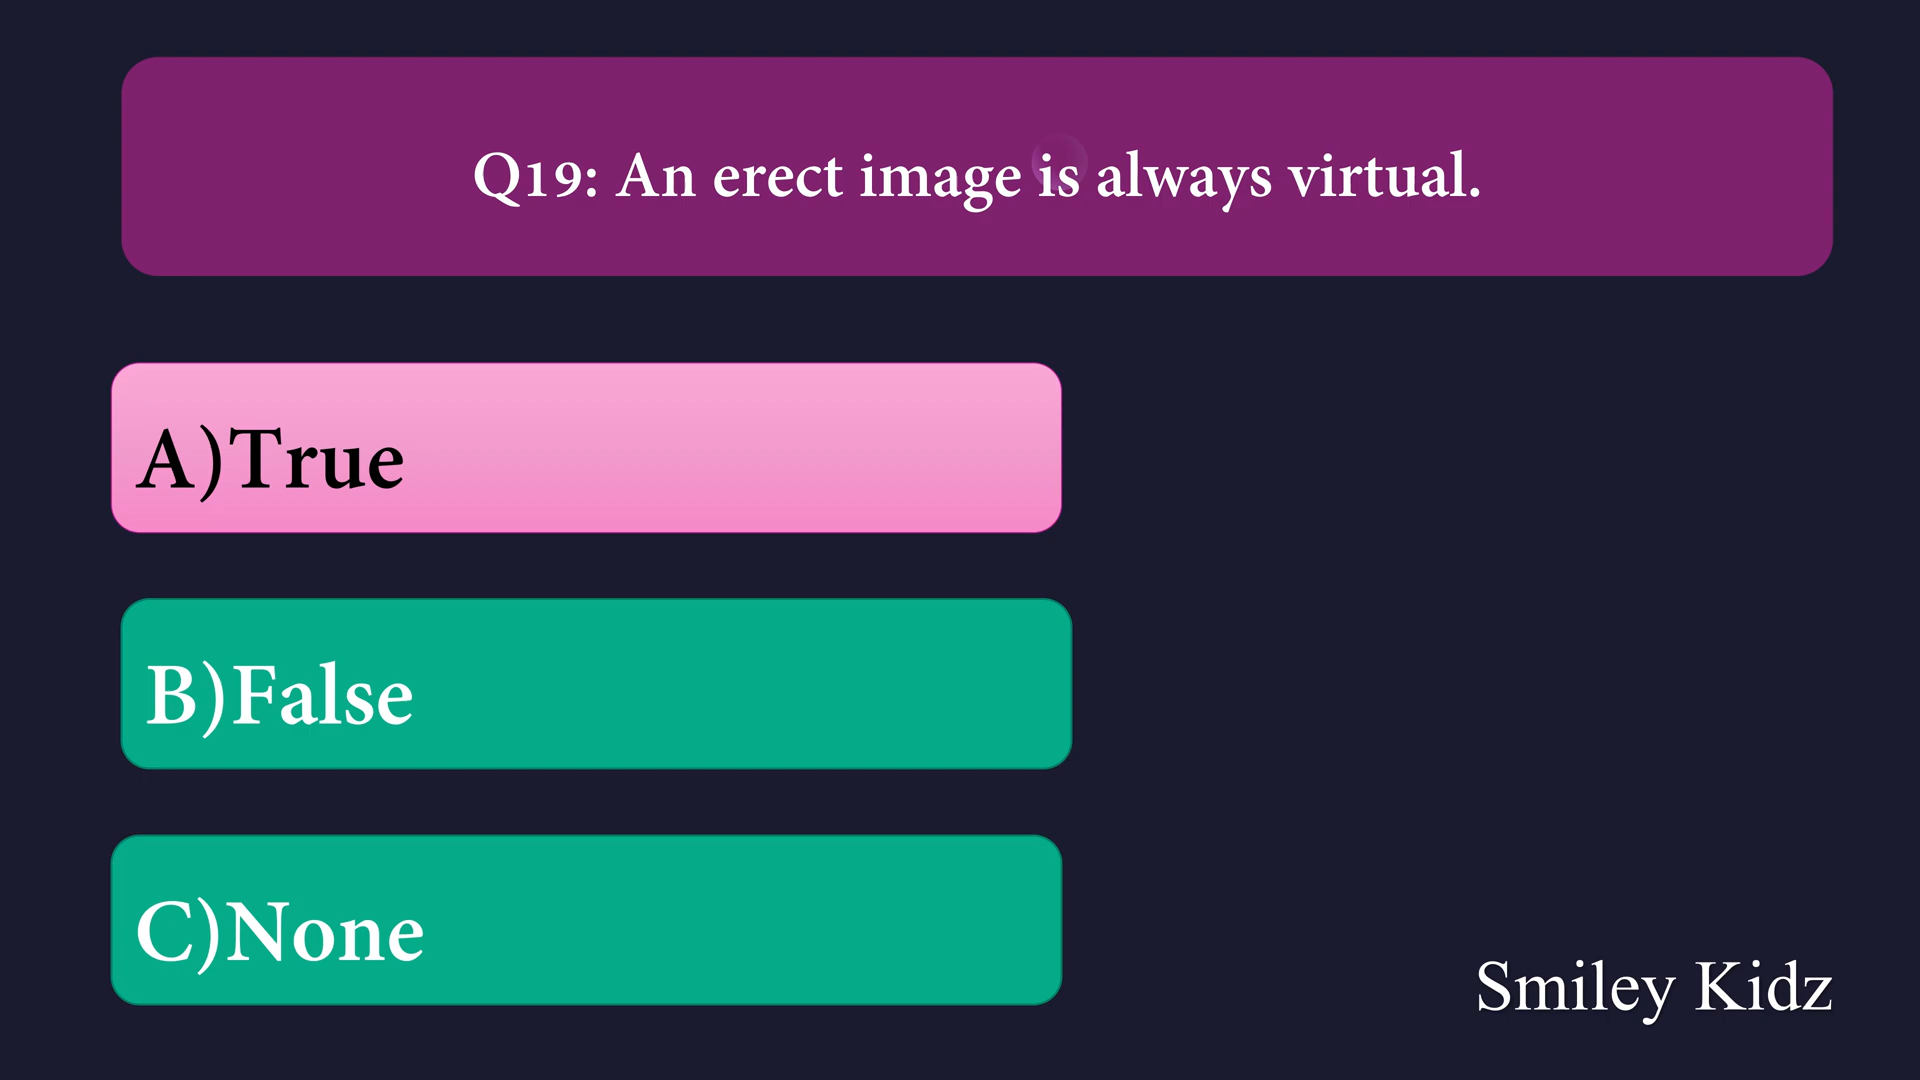 Q19: An erect image is always virtual.
A)True
B)False
C)None
Smiley Kidz